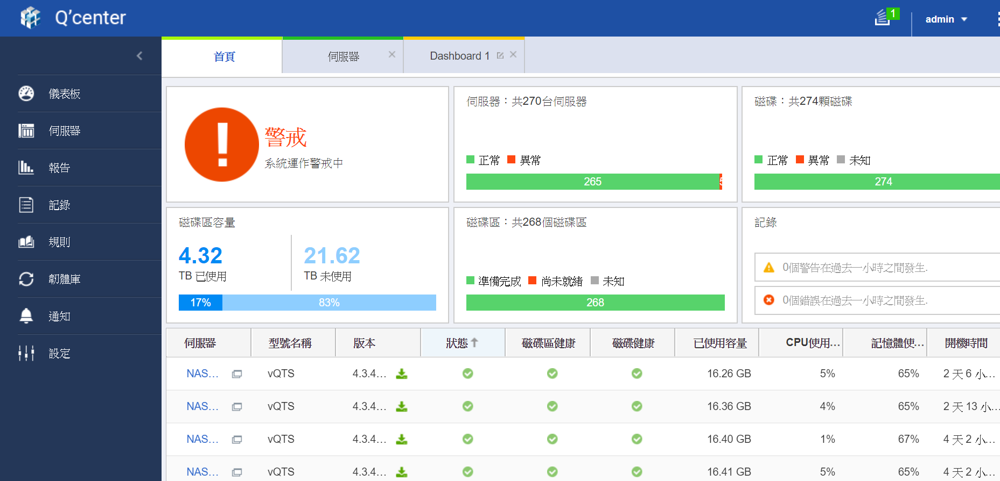 Q'center
1
admin
首頁
伺服器
Dashboard 1
儀表板
伺服器
報告
記錄
規則
韌體庫
通知
設定
警戒
系統運作警戒中
伺服器：共270台伺服器
正常 異常
265 5
磁碟：共274顆磁碟
正常 異常 未知
274
磁碟區容量
4.32
TB 已使用
21.62
TB 未使用
17% 83%
磁碟區：共268個磁碟區
準備完成 尚未就緒 未知
268
記錄
0個警告在過去一小時之間發生.
0個錯誤在過去一小時之間發生.
伺服器 型號名稱 版本 狀態 磁碟區健康 磁碟健康 已使用容量 CPU使用... 記憶體使... 開機時間
NAS... vQTS 4.3.4... 16.26 GB 5% 65% 2 天 6 小...
NAS... vQTS 4.3.4... 16.36 GB 4% 65% 2 天 13 小...
NAS... vQTS 4.3.4... 16.40 GB 1% 67% 4 天 2 小...
NAS... vQTS 4.3.4... 16.41 GB 5% 65% 4 天 2 小...